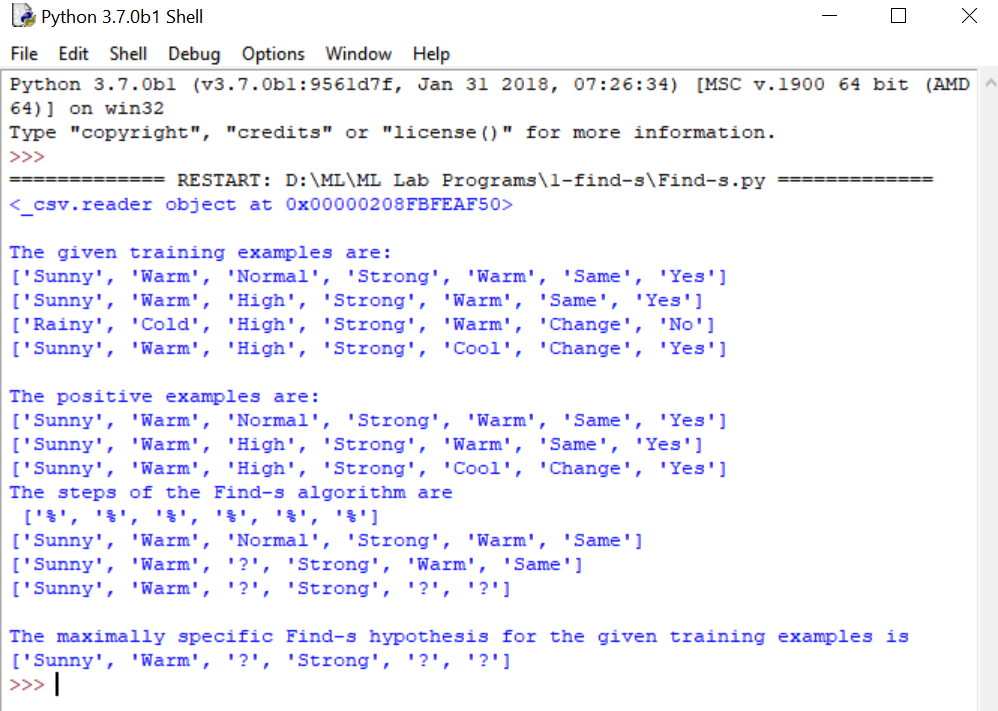 Python 3.7.0b1 Shell
File Edit Shell Debug Options Window Help
Python 3.7.0b1 (v3.7.0b1:9561d7f, Jan 31 2018, 07:26:34) [MSC v.1900 64 bit (AMD
64)] on win32
Type "copyright", "credits" or "license()" for more information.
>>>
============= RESTART: D:\ML\ML Lab Programs\1-find-s\Find-s.py =============
<_csv.reader object at 0x00000208FBFEAF50>
The given training examples are:
['Sunny', 'Warm', 'Normal', 'Strong', 'Warm', 'Same', 'Yes']
['Sunny', 'Warm', 'High', 'Strong', 'Warm', 'Same', 'Yes']
['Rainy', 'Cold', 'High', 'Strong', 'Warm', 'Change', 'No']
['Sunny', 'Warm', 'High', 'Strong', 'Cool', 'Change', 'Yes']
The positive examples are:
['Sunny', 'Warm', 'Normal', 'Strong', 'Warm', 'Same', 'Yes']
['Sunny', 'Warm', 'High', 'Strong', 'Warm', 'Same', 'Yes']
['Sunny', 'Warm', 'High', 'Strong', 'Cool', 'Change', 'Yes']
The steps of the Find-s algorithm are
['%', '%', '%', '%', '%', '%']
['Sunny', 'Warm', 'Normal', 'Strong', 'Warm', 'Same']
['Sunny', 'Warm', '?', 'Strong', 'Warm', 'Same']
['Sunny', 'Warm', '?', 'Strong', '?', '?']
The maximally specific Find-s hypothesis for the given training examples is
['Sunny', 'Warm', '?', 'Strong', '?', '?']
>>>